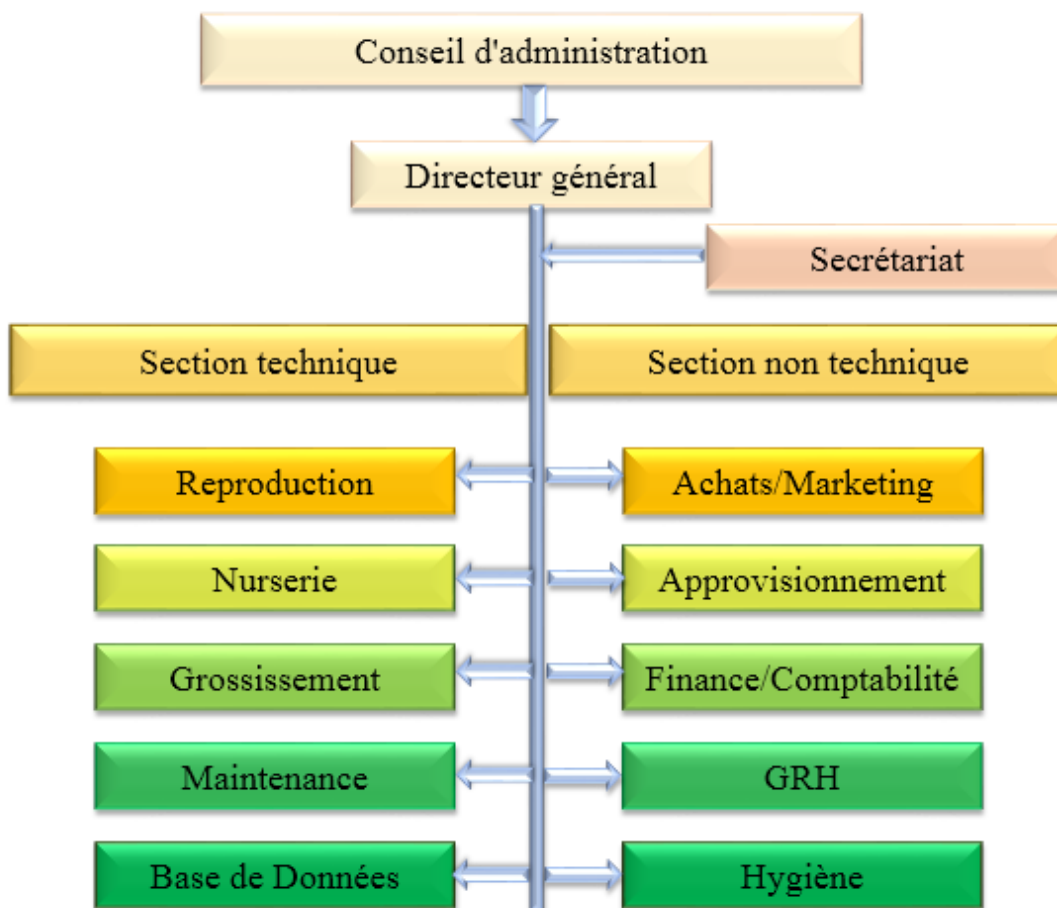 Conseil d'administration
Directeur général
Secrétariat
Section technique
Section non technique
Reproduction
Achats/Marketing
Nurserie
Approvisionnement
Grossissement
Finance/Comptabilité
Maintenance
GRH
Base de Données
Hygiène